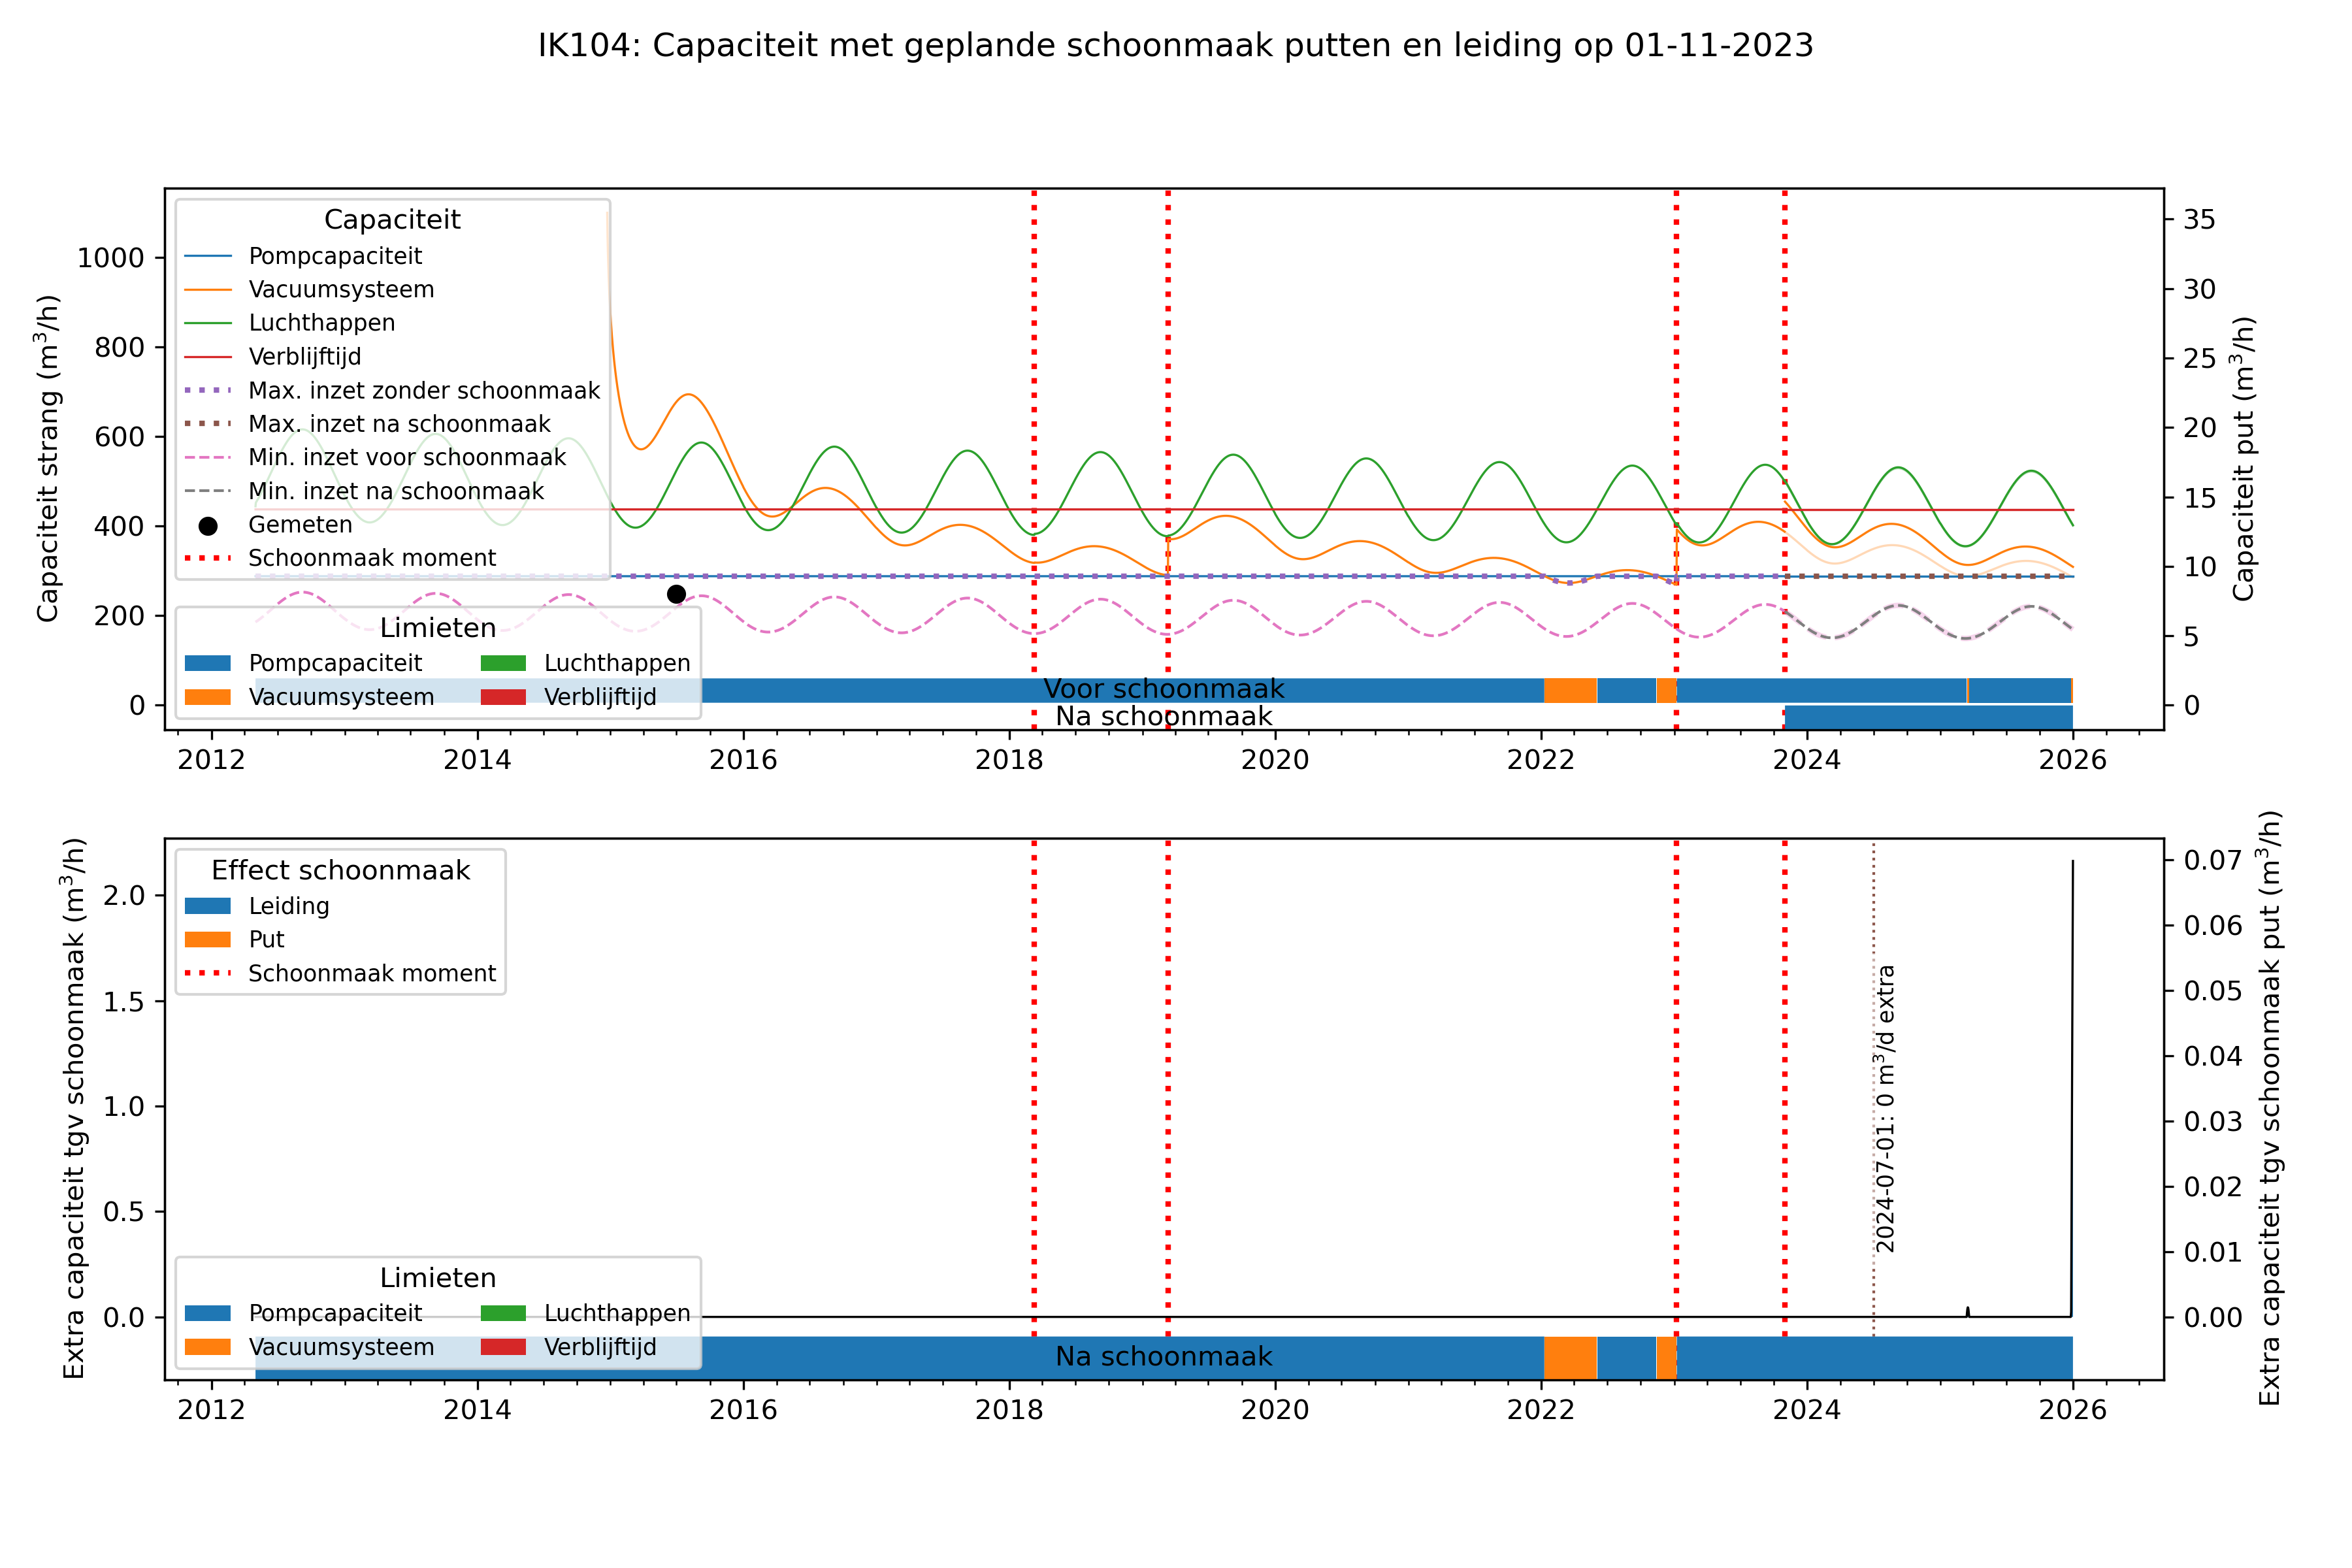 IK104: Capaciteit met geplande schoonmaak putten en leiding op 01-11-2023
Capaciteit strang (m³/h)
1000
800
600
400
200
0
Capaciteit
Pompcapaciteit
Vacuumsysteem
Luchthappen
Verblijftijd
Max. inzet zonder schoonmaak
Max. inzet na schoonmaak
Min. inzet voor schoonmaak
Min. inzet na schoonmaak
Gemeten
Schoonmaak moment
Limieten
Pompcapaciteit
Vacuumsysteem
Luchthappen
Verblijftijd
Voor schoonmaak
Na schoonmaak
35
30
25
20
15
10
5
0
Capaciteit put (m³/h)
2012 2014 2016 2018 2020 2022 2024 2026
Extra capaciteit tgv schoonmaak (m³/h)
2.0
1.5
1.0
0.5
0.0
Effect schoonmaak
Leiding
Put
Schoonmaak moment
Limieten
Pompcapaciteit
Vacuumsysteem
Luchthappen
Verblijftijd
Na schoonmaak
2024-07-01: 0 m³/d extra
0.07
0.06
0.05
0.04
0.03
0.02
0.01
0.00
Extra capaciteit tgv schoonmaak put (m³/h)
2012 2014 2016 2018 2020 2022 2024 2026